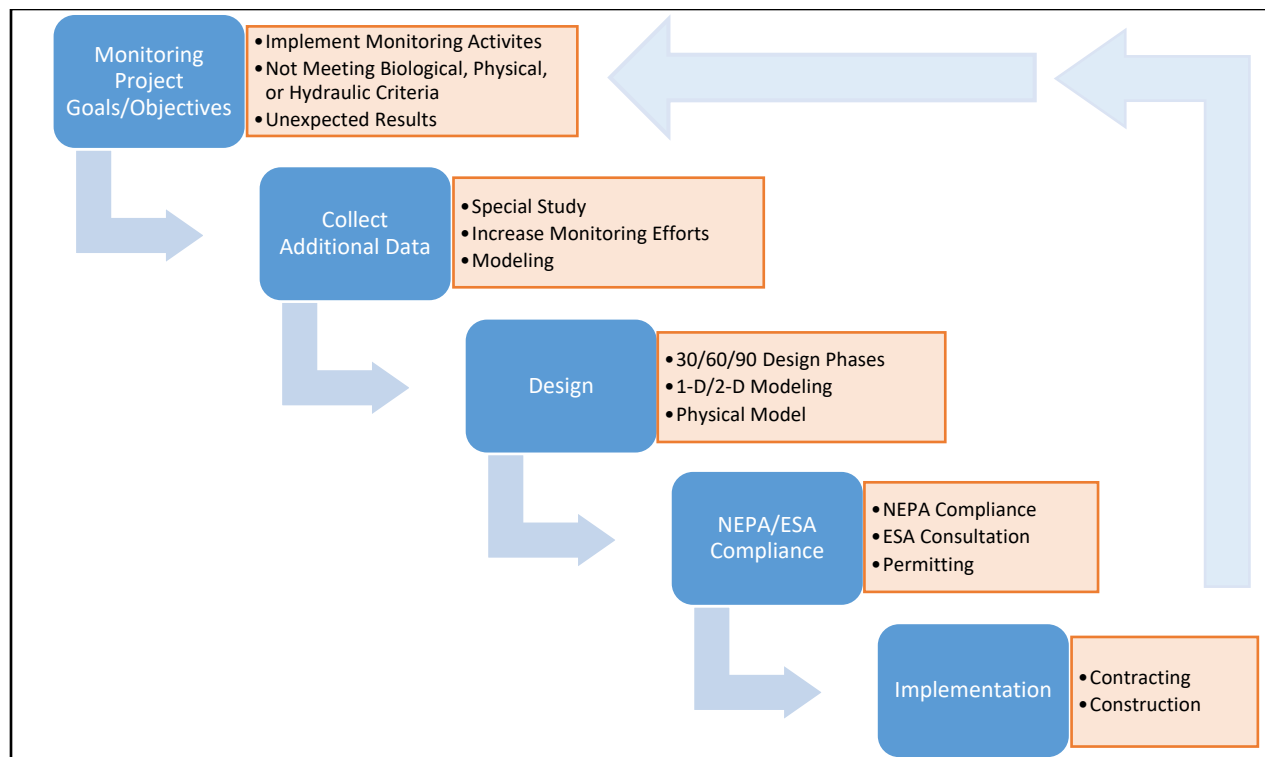 Monitoring
Project
Goals/Objectives
•Implement Monitoring Activites
•Not Meeting Biological, Physical,
or Hydraulic Criteria
•Unexpected Results
Collect
Additional Data
•Special Study
•Increase Monitoring Efforts
•Modeling
Design
•30/60/90 Design Phases
•1-D/2-D Modeling
•Physical Model
NEPA/ESA
Compliance
•NEPA Compliance
•ESA Consultation
•Permitting
Implementation
•Contracting
•Construction